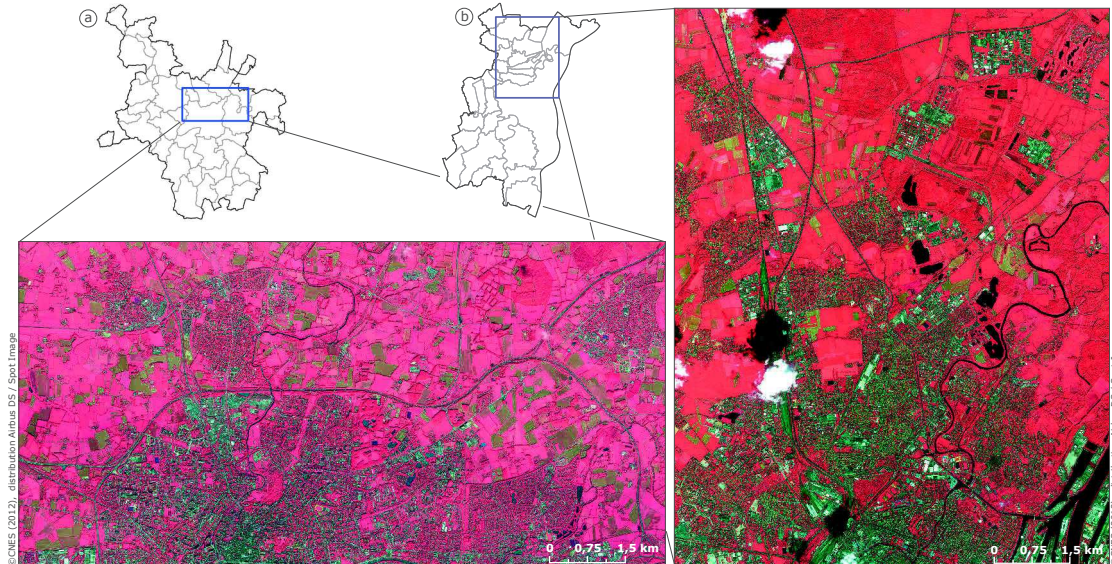 a
b
©CNES (2012), distribution Airbus DS / Spot Image
0 0,75 1,5 km
0 0,75 1,5 km